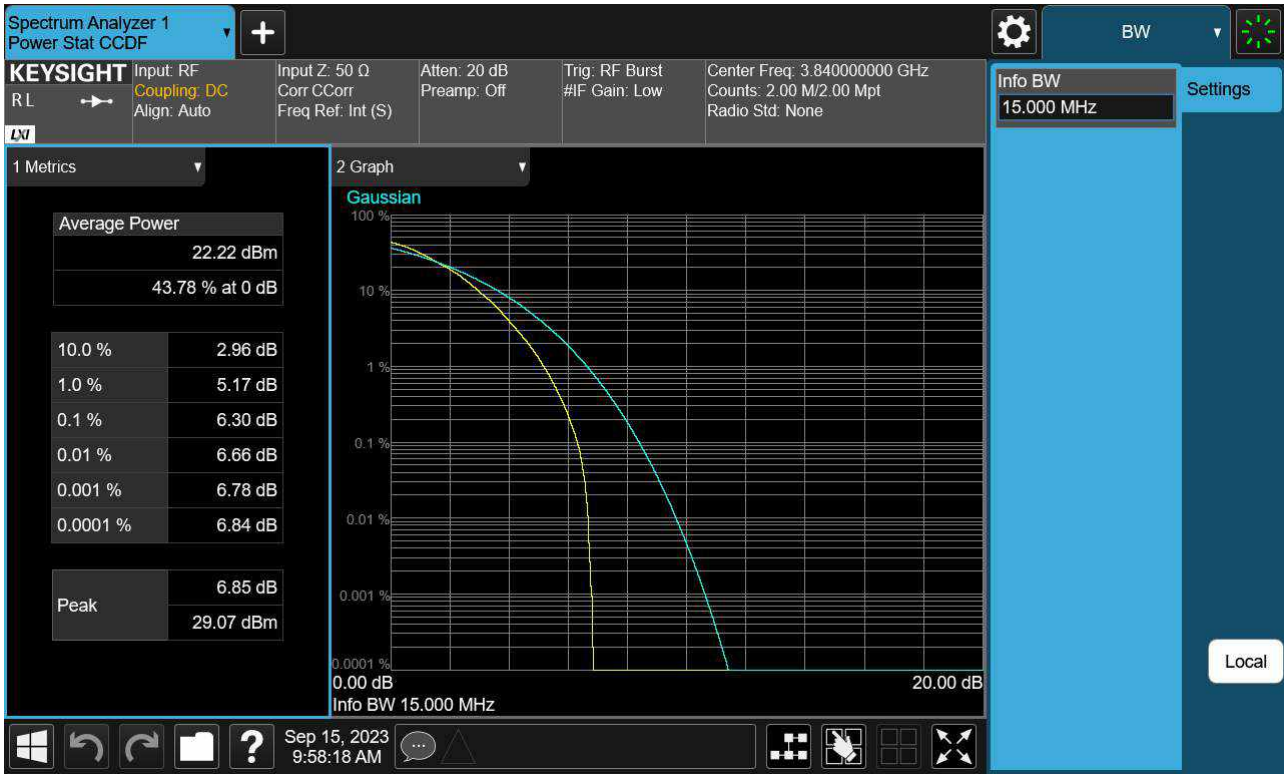 Spectrum Analyzer 1
Power Stat CCDF
BW
KEYSIGHT
RL
LXI
Input: RF
Coupling: DC
Align: Auto
Input Z: 50 Ω
Corr CCorr
Freq Ref: Int (S)
Atten: 20 dB
Preamp: Off
Trig: RF Burst
#IF Gain: Low
Center Freq: 3.840000000 GHz
Counts: 2.00 M/2.00 Mpt
Radio Std: None
Info BW
15.000 MHz
Settings
1 Metrics
Average Power
22.22 dBm
43.78 % at 0 dB
10.0 % 2.96 dB
1.0 % 5.17 dB
0.1 % 6.30 dB
0.01 % 6.66 dB
0.001 % 6.78 dB
0.0001 % 6.84 dB
Peak
6.85 dB
29.07 dBm
2 Graph
Gaussian
100 %
10 %
1 %
0.1 %
0.01 %
0.001 %
0.0001 %
0.00 dB 20.00 dB
Info BW 15.000 MHz
Local
Sep 15, 2023
9:58:18 AM